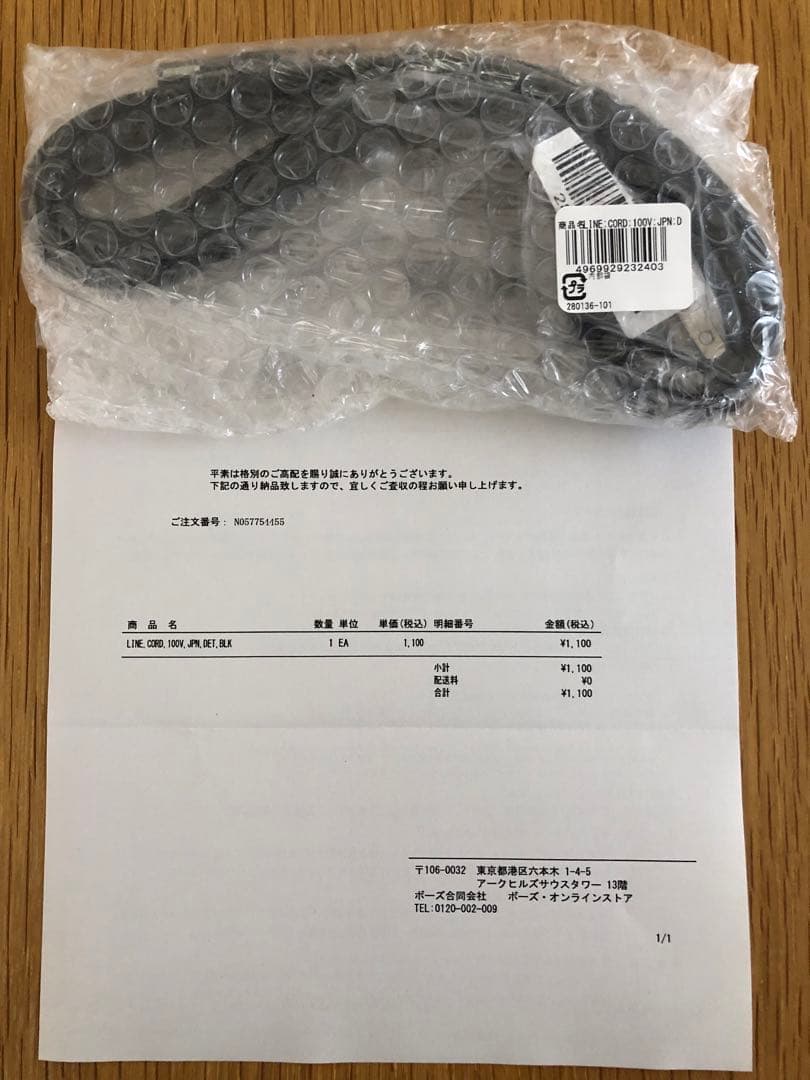 2
商品名LINE:CORD:100V:JPN:D
4969929232403
プラ
外部袋
280136-101
平素は格別のご高配を賜り誠にありがとうございます。
下記の通り納品致しますので、宜しくご査収の程お願い申し上げます。
ご注文番号: N057754455
商 品 名 数量 単位 単価(税込) 明細番号 金額(税込)
LINE,CORD,100V,JPN,DET,BLK 1 EA 1,100 ¥1,100
小計 ¥1,100
配送料 ¥0
合計 ¥1,100
〒106-0032 東京都港区六本木 1-4-5
アークヒルズサウスタワー 13階
ボーズ合同会社 ボーズ・オンラインストア
TEL:0120-002-009
1/1